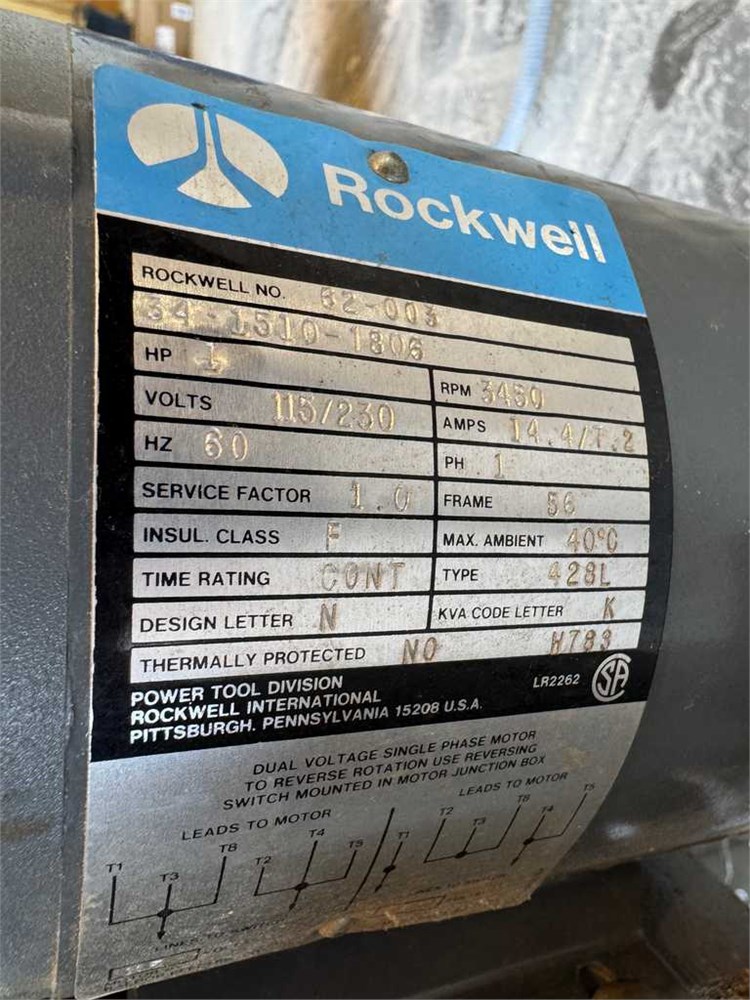 Rockwell
ROCKWELL NO. 62-003
34-1510-1806
HP 1 RPM 3450
VOLTS 115/230 AMPS 14.4/7.2
HZ 60 PH 1
SERVICE FACTOR 1.0 FRAME 56
INSUL. CLASS F MAX. AMBIENT 40°C
TIME RATING CONT TYPE 428L
DESIGN LETTER N KVA CODE LETTER K
THERMALLY PROTECTED NO H783
POWER TOOL DIVISION
ROCKWELL INTERNATIONAL
PITTSBURGH, PENNSYLVANIA 15208 U.S.A.
LR2262 SA
DUAL VOLTAGE SINGLE PHASE MOTOR
TO REVERSE ROTATION USE REVERSING
SWITCH MOUNTED IN MOTOR JUNCTION BOX
LEADS TO MOTOR LEADS TO MOTOR
T1 T3 T8 T2 T4 T5 T1 T2 T3 T8 T4 T5
LINES TO